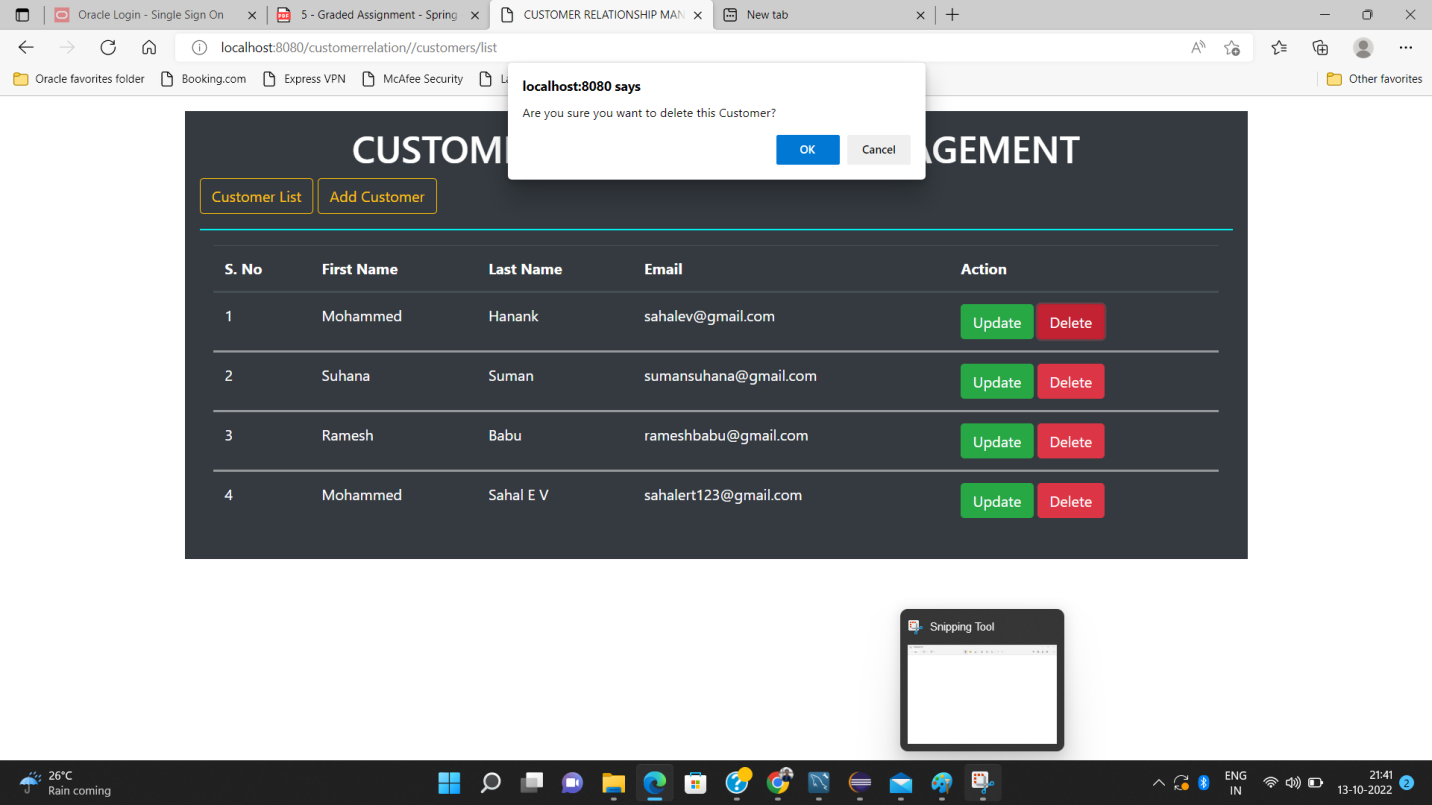 Oracle Login - Single Sign On
5 - Graded Assignment - Spring
CUSTOMER RELATIONSHIP MAN
New tab
localhost:8080/customerrelation//customers/list
Oracle favorites folder
Booking.com
Express VPN
McAfee Security
Other favorites
localhost:8080 says
Are you sure you want to delete this Customer?
OK
Cancel
CUSTOM
AGEMENT
Customer List
Add Customer
S. No First Name Last Name Email Action
1 Mohammed Hanank sahalev@gmail.com Update Delete
2 Suhana Suman sumansuhana@gmail.com Update Delete
3 Ramesh Babu rameshbabu@gmail.com Update Delete
4 Mohammed Sahal E V sahalert123@gmail.com Update Delete
Snipping Tool
26°C
Rain coming
ENG
IN
21:41
13-10-2022
2